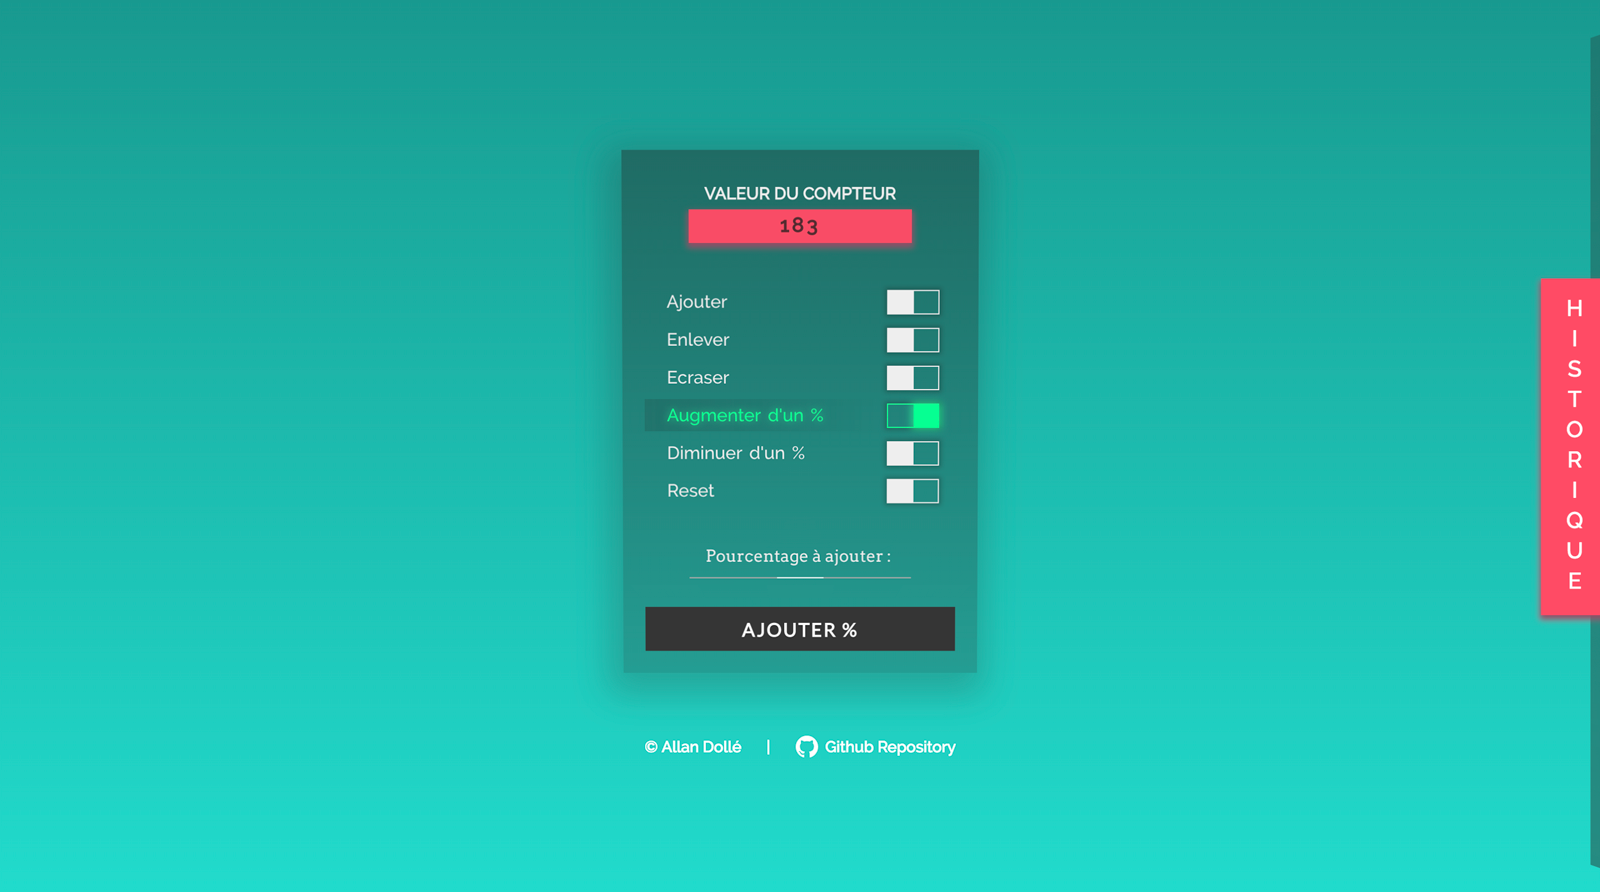 VALEUR DU COMPTEUR
183
Ajouter
Enlever
Ecraser
Augmenter d'un %
Diminuer d'un %
Reset
Pourcentage à ajouter :
AJOUTER %
© Allan Dollé | Github Repository
HISTORIQUE